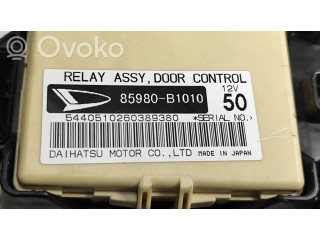 Ovoko
RELAY ASSY, DOOR CONTROL
85980-B1010
12V
50
5440510260389380 *SERIAL NO.*
DAIHATSU MOTOR CO., LTD MADE IN JAPAN